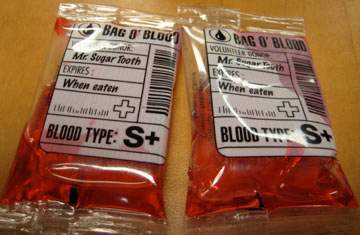 BAG O' BLOOD
DONOR:
Mr. Sugar Tooth
EXPIRES:
When eaten
BLOOD TYPE: S+
BAG O' BLOOD
VOLUNTEER DONOR
Mr. Sugar Tooth
EXPIRES:
When eaten
BLOOD TYPE: S+